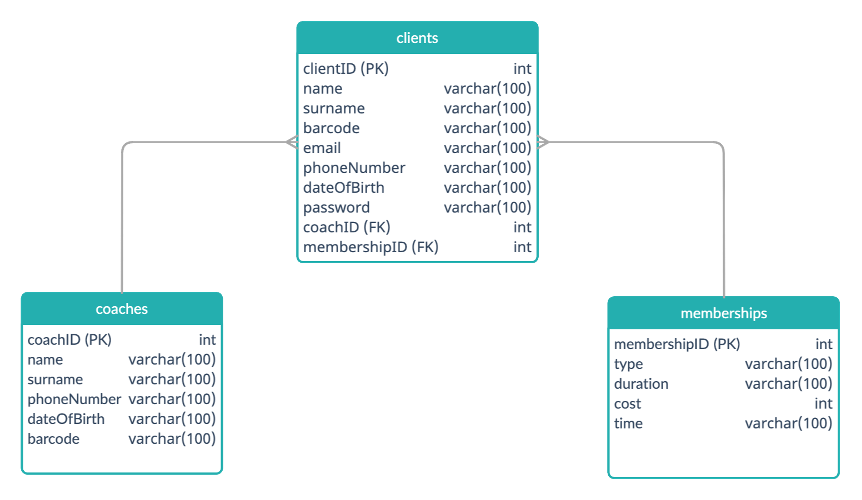 clients
clientID (PK) int
name varchar(100)
surname varchar(100)
barcode varchar(100)
email varchar(100)
phoneNumber varchar(100)
dateOfBirth varchar(100)
password varchar(100)
coachID (FK) int
membershipID (FK) int
coaches
coachID (PK) int
name varchar(100)
surname varchar(100)
phoneNumber varchar(100)
dateOfBirth varchar(100)
barcode varchar(100)
memberships
membershipID (PK) int
type varchar(100)
duration varchar(100)
cost int
time varchar(100)